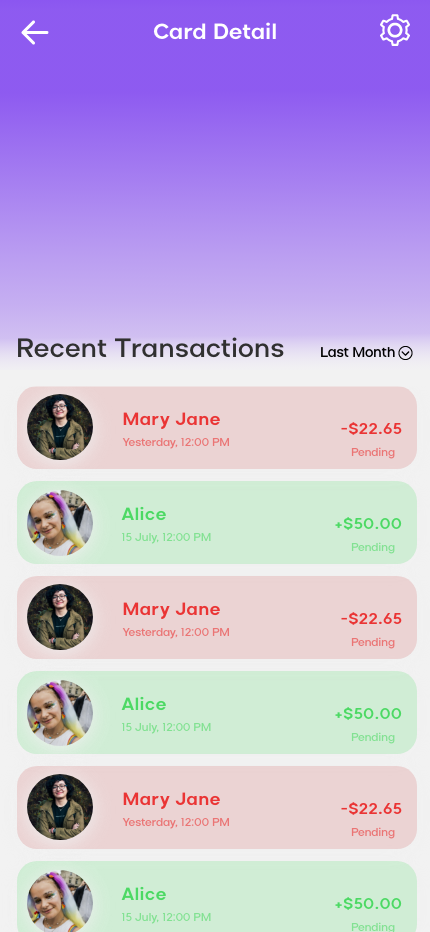 Card Detail
Recent Transactions
Last Month
Mary Jane
-$22.65
Yesterday, 12:00 PM
Pending
Alice
+$50.00
15 July, 12:00 PM
Pending
Mary Jane
-$22.65
Yesterday, 12:00 PM
Pending
Alice
+$50.00
15 July, 12:00 PM
Pending
Mary Jane
-$22.65
Yesterday, 12:00 PM
Pending
Alice
+$50.00
15 July, 12:00 PM
Pending